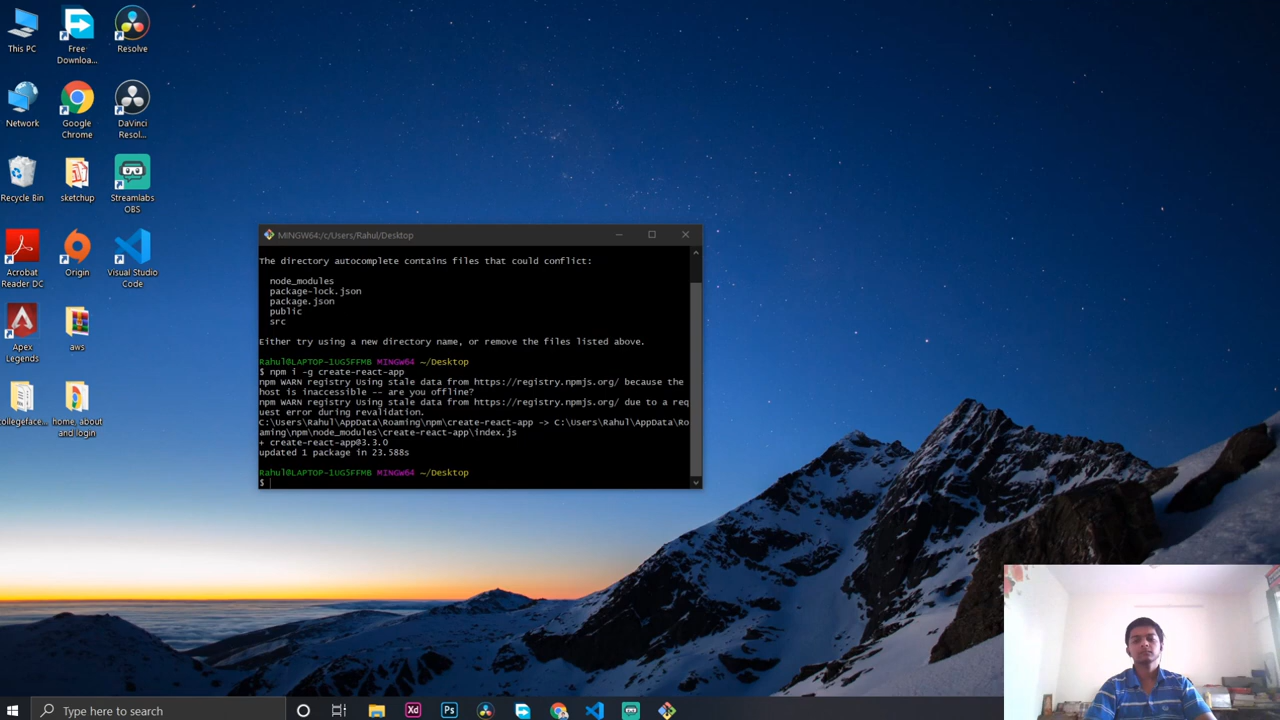 This PC
Free
Downloa...
Resolve
Network
Google
Chrome
DaVinci
Resol...
Recycle Bin
sketchup
Streamlabs
OBS
Acrobat
Reader DC
Origin
Visual Studio
Code
Apex
Legends
aws
collegeface...
home, about
and login
MINGW64:/c/Users/Rahul/Desktop
The directory autocomplete contains files that could conflict:
node_modules
package-lock.json
package.json
public
src
Either try using a new directory name, or remove the files listed above.
Rahul@LAPTOP-1UG5FFMB MINGW64 ~/Desktop
$ npm i -g create-react-app
npm WARN registry Using stale data from https://registry.npmjs.org/ because the
host is inaccessible -- are you offline?
npm WARN registry Using stale data from https://registry.npmjs.org/ due to a req
uest error during revalidation.
C:\Users\Rahul\AppData\Roaming\npm\create-react-app -> C:\Users\Rahul\AppData\Ro
aming\npm\node_modules\create-react-app\index.js
+ create-react-app@3.3.0
updated 1 package in 23.588s
Rahul@LAPTOP-1UG5FFMB MINGW64 ~/Desktop
$
Type here to search
Xd
Ps